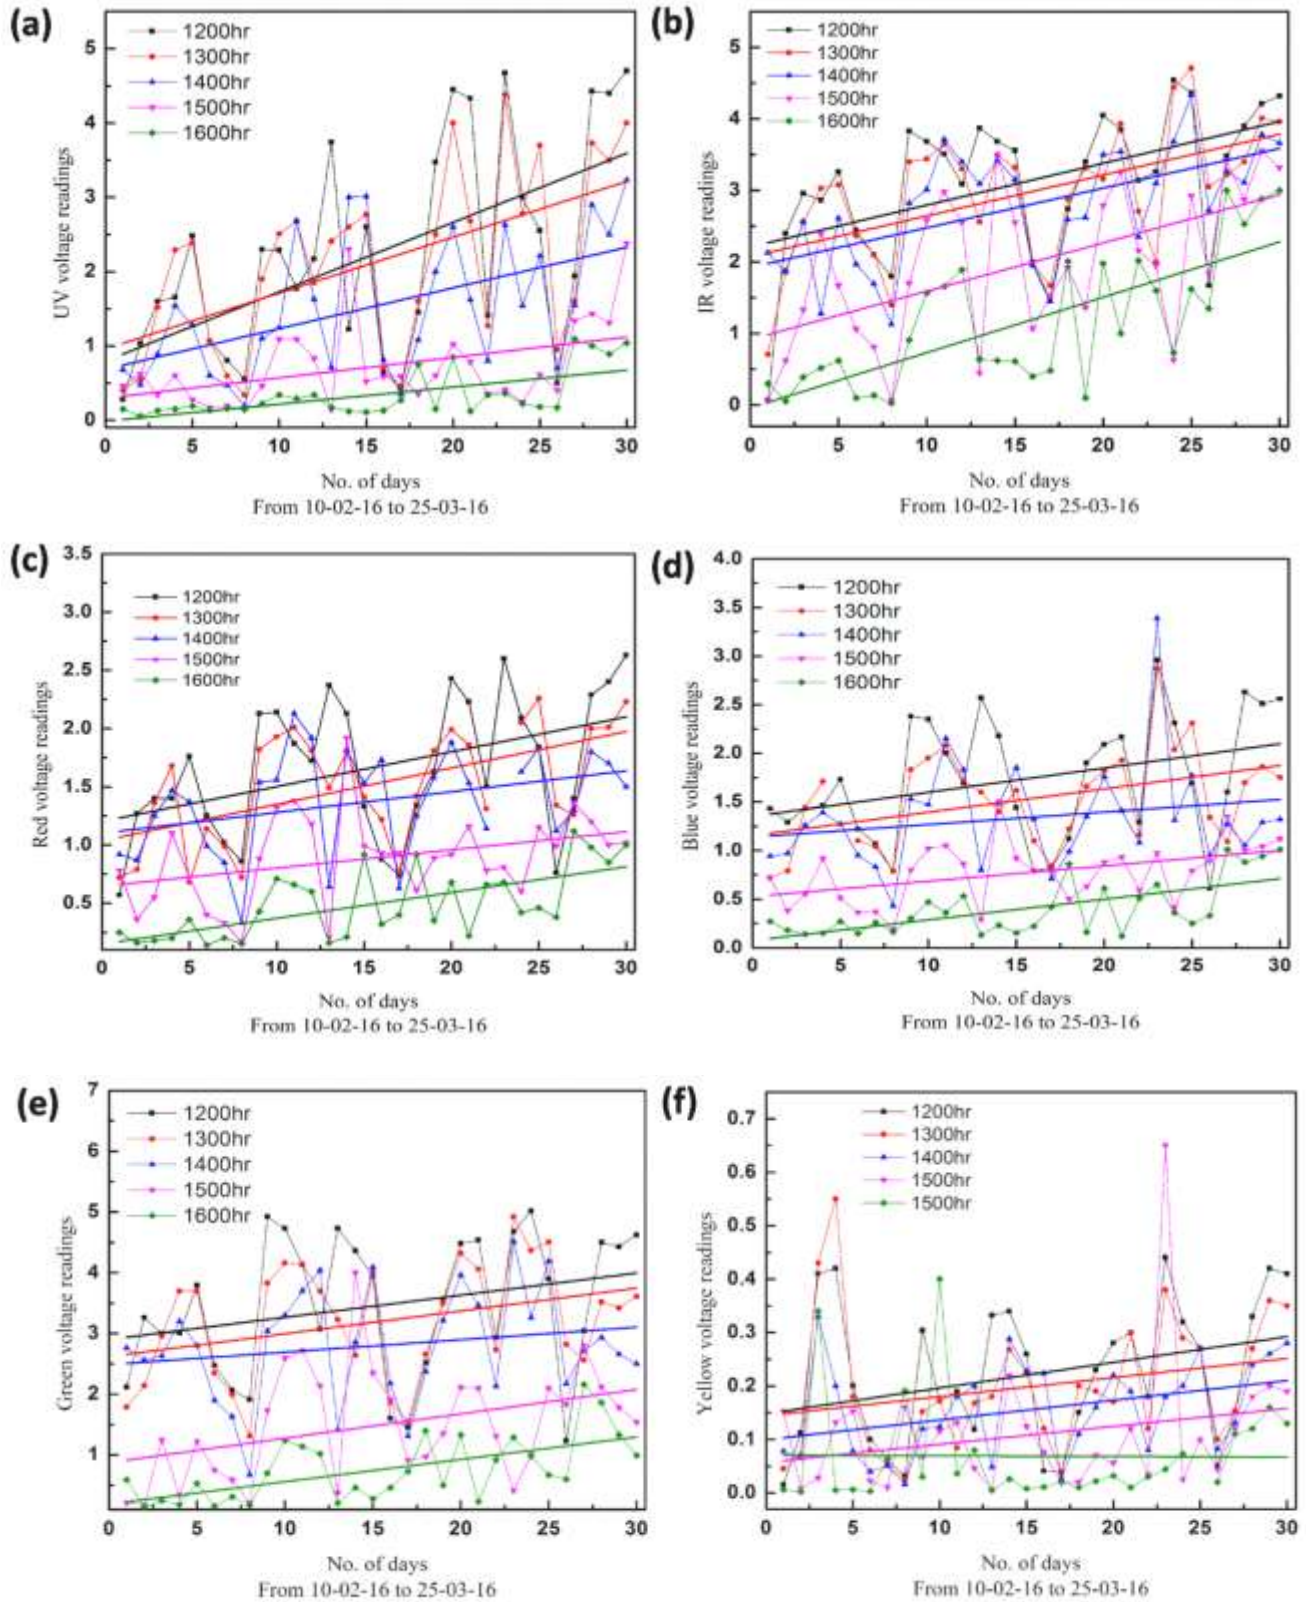 (a)
1200hr
1300hr
1400hr
1500hr
1600hr
UV voltage readings
5
4
3
2
1
0
0 5 10 15 20 25 30
No. of days
From 10-02-16 to 25-03-16
(b)
1200hr
1300hr
1400hr
1500hr
1600hr
IR voltage readings
5
4
3
2
1
0
0 5 10 15 20 25 30
No. of days
From 10-02-16 to 25-03-16
(c)
1200hr
1300hr
1400hr
1500hr
1600hr
Red voltage readings
3.5
3.0
2.5
2.0
1.5
1.0
0.5
0 5 10 15 20 25 30
No. of days
From 10-02-16 to 25-03-16
(d)
1200hr
1300hr
1400hr
1500hr
1600hr
Blue voltage readings
4.0
3.5
3.0
2.5
2.0
1.5
1.0
0.5
0.0
0 5 10 15 20 25 30
No. of days
From 10-02-16 to 25-03-16
(e)
1200hr
1300hr
1400hr
1500hr
1600hr
Green voltage readings
7
6
5
4
3
2
1
0 5 10 15 20 25 30
No. of days
From 10-02-16 to 25-03-16
(f)
1200hr
1300hr
1400hr
1500hr
1500hr
Yellow voltage readings
0.7
0.6
0.5
0.4
0.3
0.2
0.1
0.0
0 5 10 15 20 25 30
No. of days
From 10-02-16 to 25-03-16